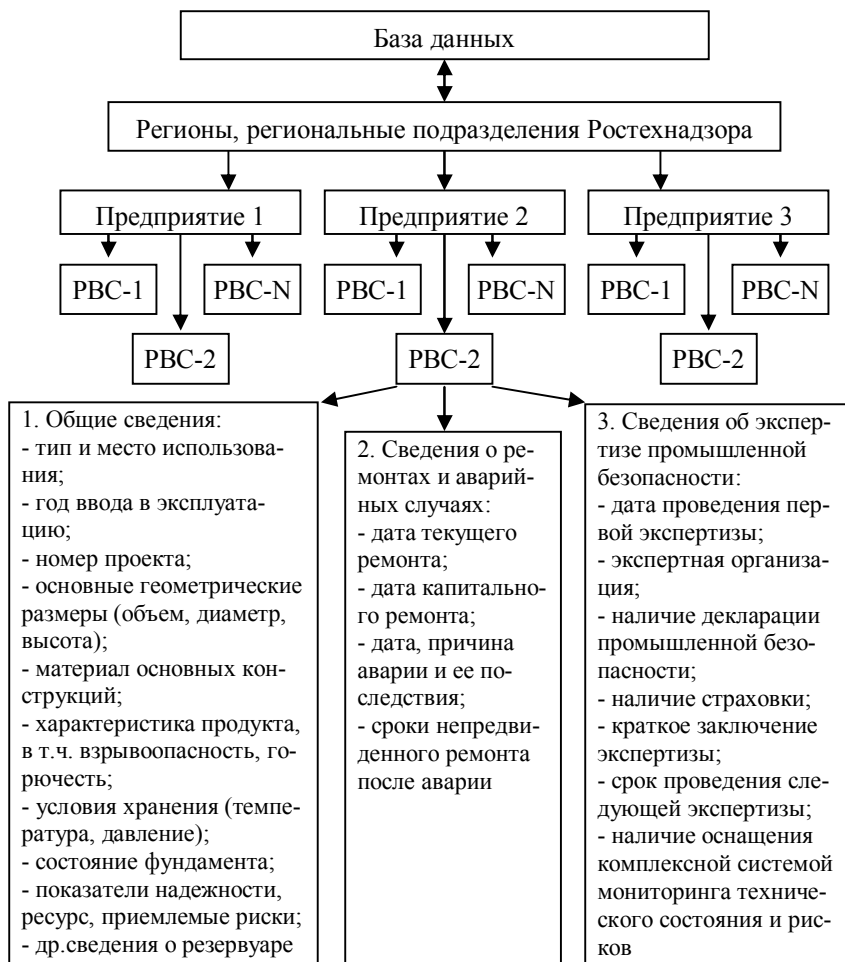 База данных
Регионы, региональные подразделения Ростехнадзора
Предприятие 1
Предприятие 2
Предприятие 3
РВС-1
РВС-N
РВС-1
РВС-N
РВС-1
РВС-N
РВС-2
РВС-2
РВС-2
1. Общие сведения:
- тип и место использова-
ния;
- год ввода в эксплуата-
цию;
- номер проекта;
- основные геометрические
размеры (объем, диаметр,
высота);
- материал основных кон-
струкций;
- характеристика продукта,
в т.ч. взрывоопасность, го-
рючесть;
- условия хранения (темпе-
ратура, давление);
- состояние фундамента;
- показатели надежности,
ресурс, приемлемые риски;
- др.сведения о резервуаре
2. Сведения о ре-
монтах и аварий-
ных случаях:
- дата текущего
ремонта;
- дата капитально-
го ремонта;
- дата, причина
аварии и ее по-
следствия;
- сроки непредви-
денного ремонта
после аварии
3. Сведения об экспер-
тизе промышленной
безопасности:
- дата проведения пер-
вой экспертизы;
- экспертная организа-
ция;
- наличие декларации
промышленной безо-
пасности;
- наличие страховки;
- краткое заключение
экспертизы;
- срок проведения сле-
дующей экспертизы;
- наличие оснащения
комплексной системой
мониторинга техниче-
ского состояния и рис-
ков